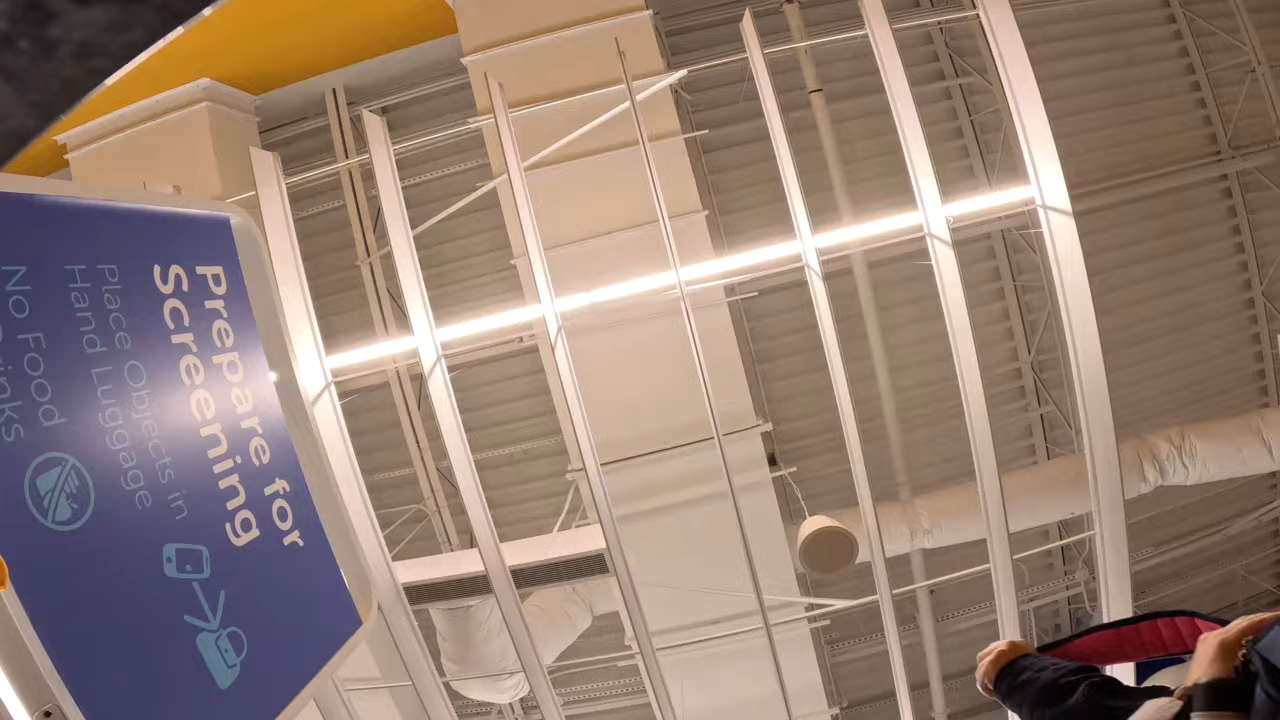 Prepare for
Screening
Place Objects in
Hand Luggage
No Food